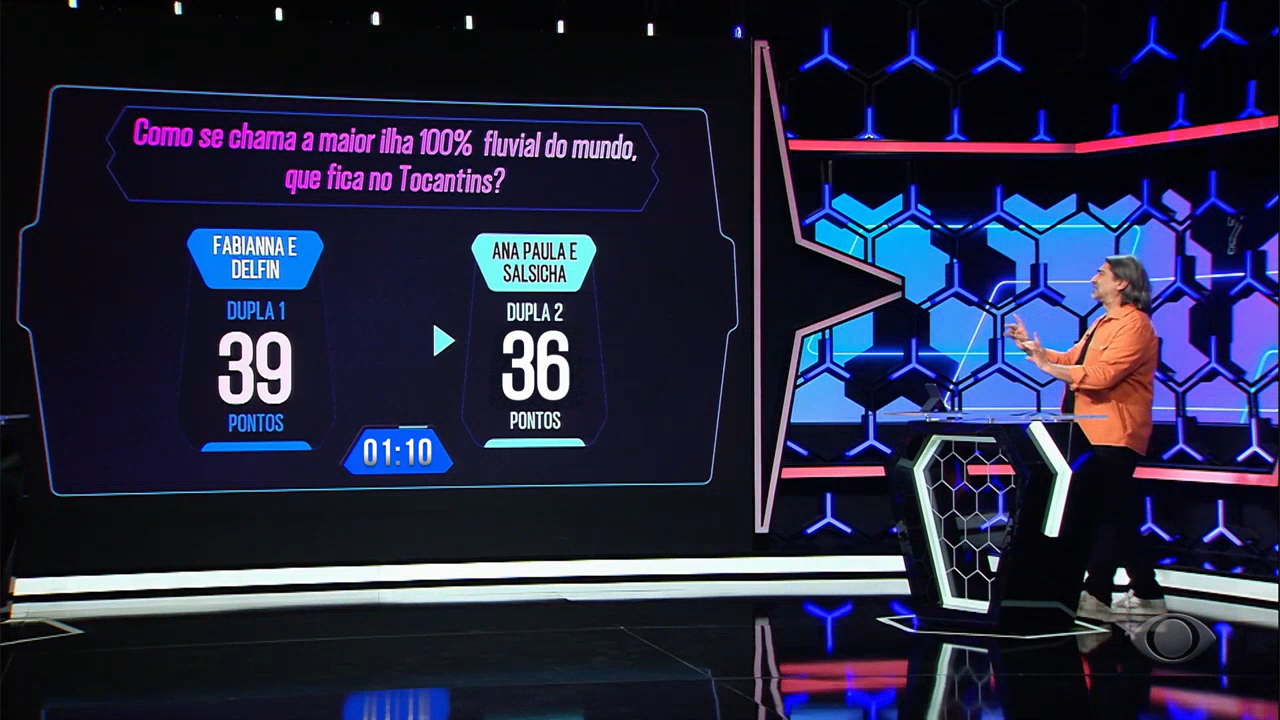 Como se chama a maior ilha 100% fluvial do mundo,
que fica no Tocantins?
FABIANNA E
DELFIN
DUPLA 1
39
PONTOS
ANA PAULA E
SALSICHA
DUPLA 2
36
PONTOS
01:10